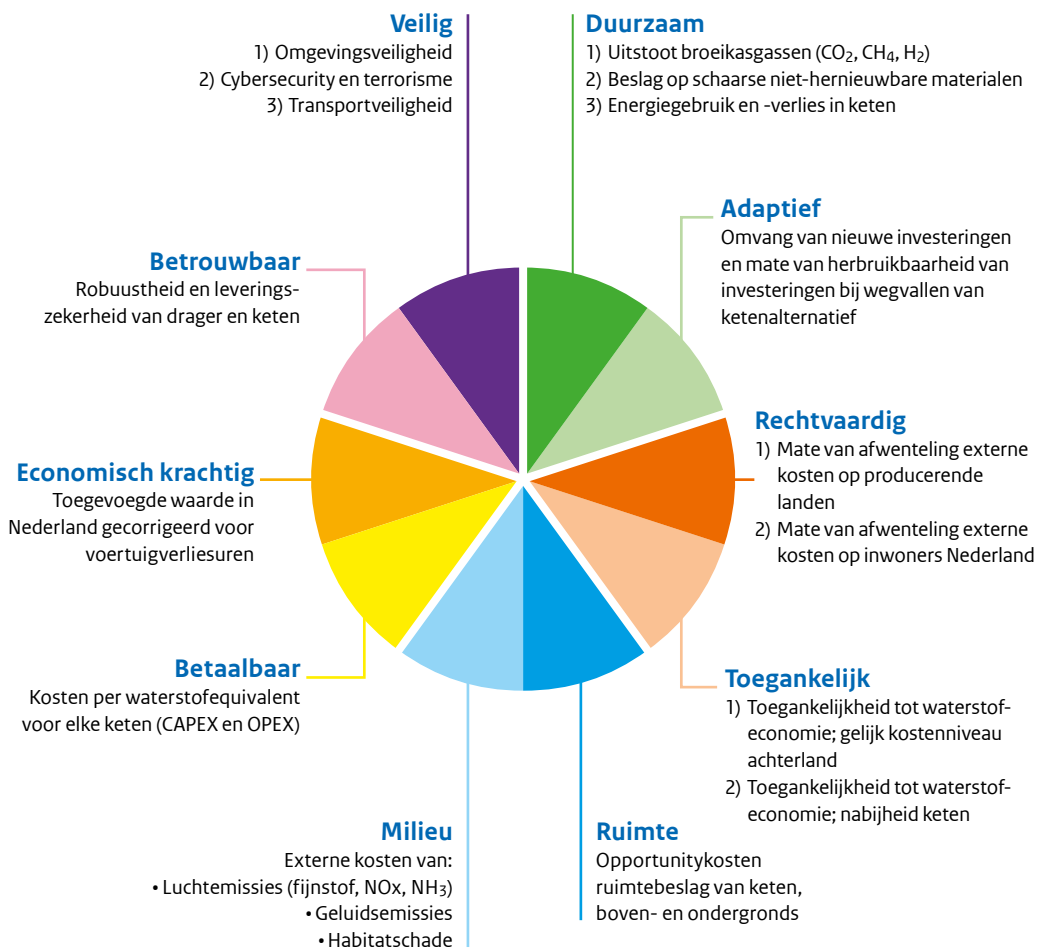 Veilig
1) Omgevingsveiligheid
2) Cybersecurity en terrorisme
3) Transportveiligheid
Duurzaam
1) Uitstoot broeikasgassen (CO₂, CH₄, H₂)
2) Beslag op schaarse niet-hernieuwbare materialen
3) Energiegebruik en -verlies in keten
Adaptief
Omvang van nieuwe investeringen
en mate van herbruikbaarheid van
investeringen bij wegvallen van
ketenalternatief
Betrouwbaar
Robuustheid en leverings-
zekerheid van drager en keten
Rechtvaardig
1) Mate van afwenteling externe
kosten op producerende
landen
2) Mate van afwenteling externe
kosten op inwoners Nederland
Economisch krachtig
Toegevoegde waarde in
Nederland gecorrigeerd voor
voertuigverliesuren
Betaalbaar
Kosten per waterstofequivalent
voor elke keten (CAPEX en OPEX)
Toegankelijk
1) Toegankelijkheid tot waterstof-
economie; gelijk kostenniveau
achterland
2) Toegankelijkheid tot waterstof-
economie; nabijheid keten
Milieu
Externe kosten van:
• Luchtemissies (fijnstof, NOx, NH₃)
• Geluidsemissies
• Habitatschade
Ruimte
Opportunitykosten
ruimtebeslag van keten,
boven- en ondergronds